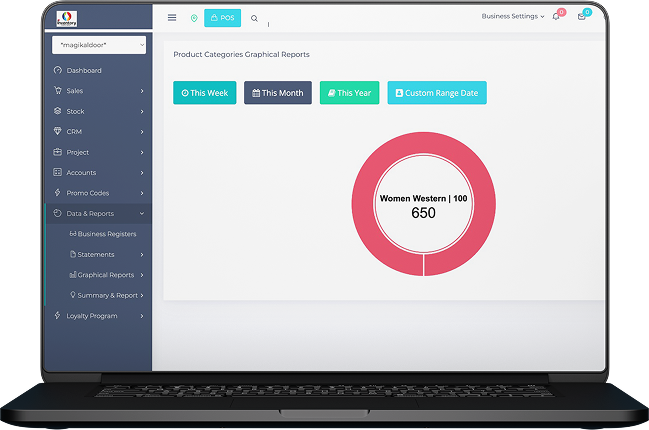 Inventory
POS
Business Settings
0
0
"magikaldoor"
Dashboard
Sales
Stock
CRM
Project
Accounts
Promo Codes
Data & Reports
Business Registers
Statements
Graphical Reports
Summary & Report
Loyalty Program
Product Categories Graphical Reports
This Week
This Month
This Year
Custom Range Date
Women Western | 100
650